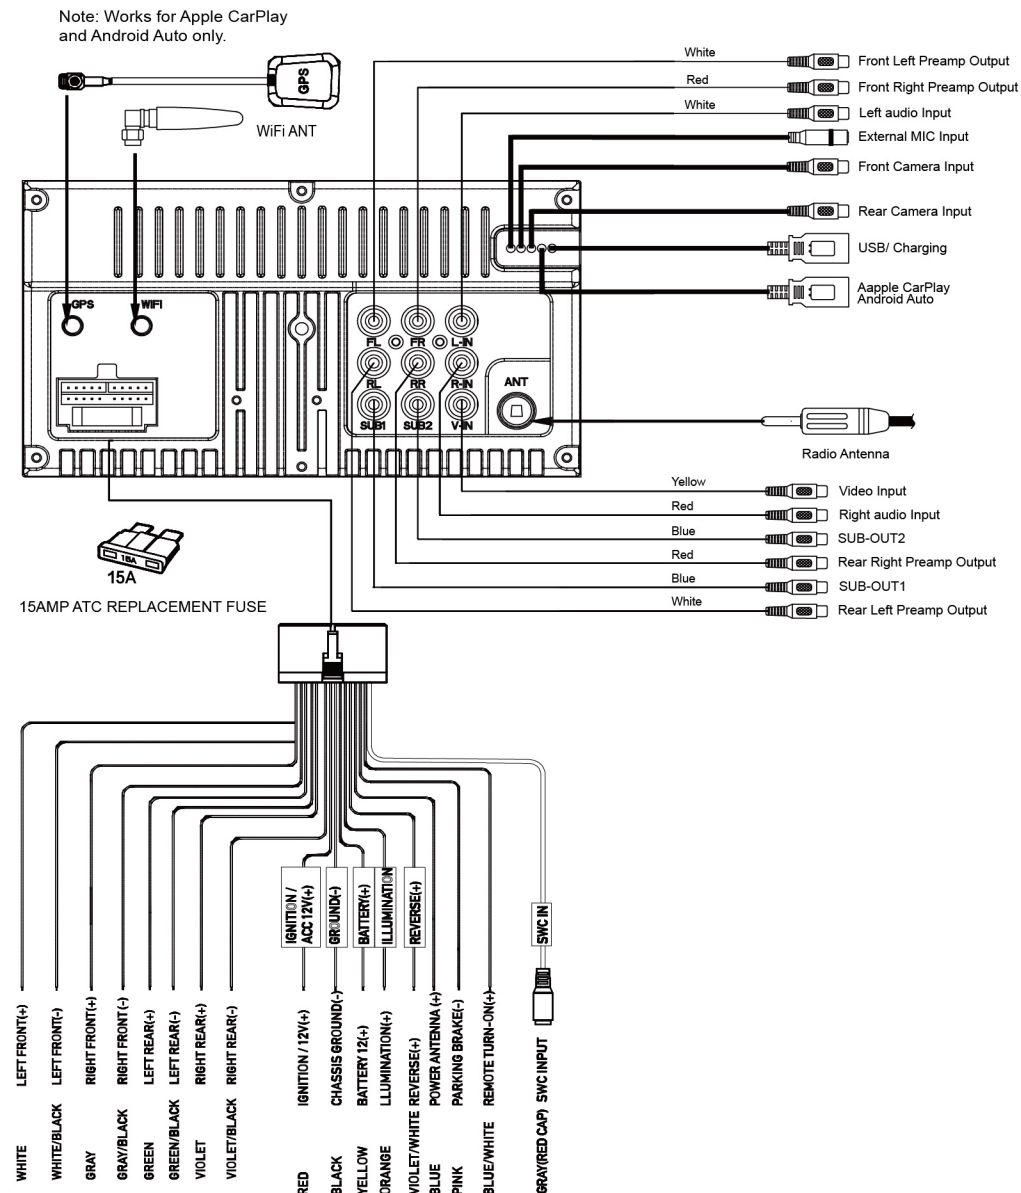 Note: Works for Apple CarPlay
and Android Auto only.
GPS
WiFi ANT
White
Front Left Preamp Output
Red
Front Right Preamp Output
White
Left audio Input
External MIC Input
Front Camera Input
Rear Camera Input
USB/ Charging
Aapple CarPlay
Android Auto
GPS
WIFI
FL
FR
L-IN
RL
RR
R-IN
SUB1
SUB2
V-IN
ANT
Radio Antenna
Yellow
Video Input
Red
Right audio Input
Blue
SUB-OUT2
Red
Rear Right Preamp Output
Blue
SUB-OUT1
White
Rear Left Preamp Output
15A
15A
15AMP ATC REPLACEMENT FUSE
IGNITION /
ACC 12V(+)
GROUND(-)
BATTERY(+)
ILLUMINATION
REVERSE(+)
SWC IN
WHITE LEFT FRONT(+)
WHITE/BLACK LEFT FRONT(-)
GRAY RIGHT FRONT(+)
GRAY/BLACK RIGHT FRONT(-)
GREEN LEFT REAR(+)
GREEN/BLACK LEFT REAR(-)
VIOLET RIGHT REAR(+)
VIOLET/BLACK RIGHT REAR(-)
RED IGNITION / 12V(+)
BLACK CHASSIS GROUND(-)
YELLOW BATTERY 12(+)
ORANGE LLUMINATION(+)
VIOLET/WHITE REVERSE(+)
BLUE POWER ANTENNA (+)
PINK PARKING BRAKE(-)
BLUE/WHITE REMOTE TURN-ON(+)
GRAY(RED CAP) SWC INPUT